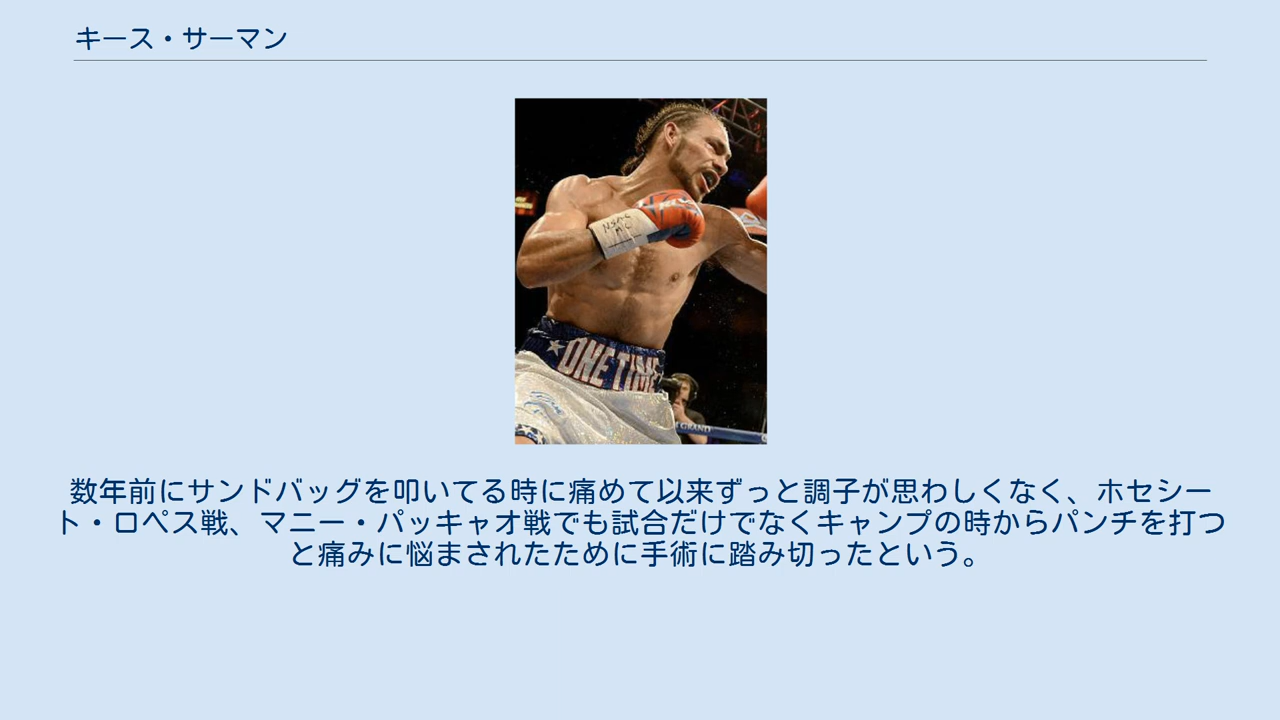 キース・サーマン
NSAC
MG
ONE TIME
GRAND
数年前にサンドバッグを叩いてる時に痛めて以来ずっと調子が思わしくなく、ホセシー
ト・ロペス戦、マニー・パッキャオ戦でも試合だけでなくキャンプの時からパンチを打つ
と痛みに悩まされたために手術に踏み切ったという。